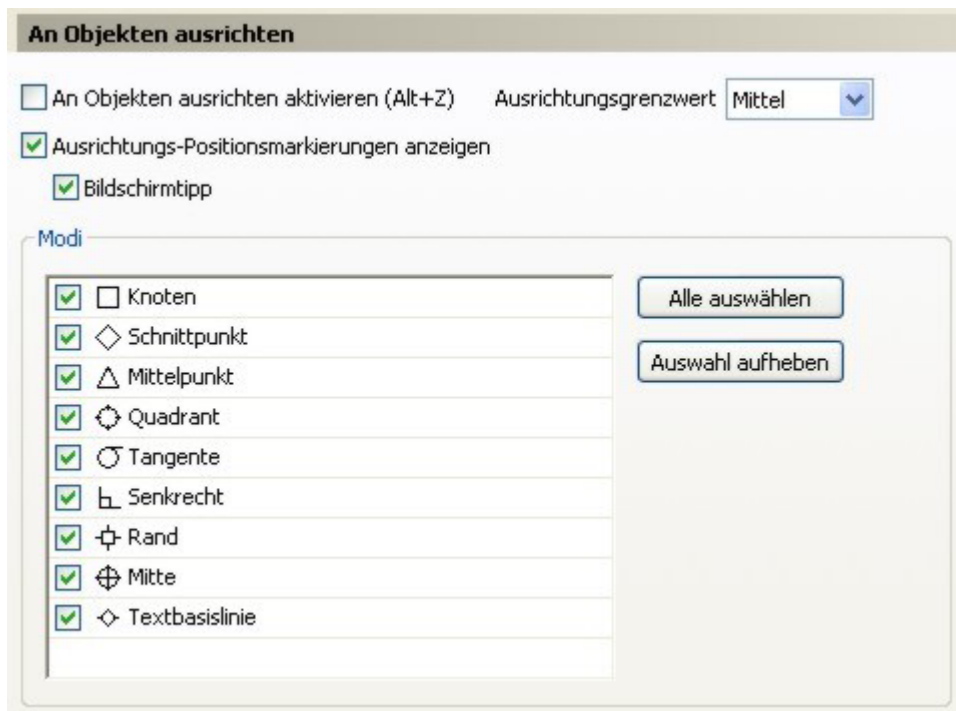 An Objekten ausrichten
An Objekten ausrichten aktivieren (Alt+Z) Ausrichtungsgrenzwert Mittel
Ausrichtungs-Positionsmarkierungen anzeigen
Bildschirmtipp
Modi
Knoten Alle auswählen
Schnittpunkt
Auswahl aufheben
Mittelpunkt
Quadrant
Tangente
Senkrecht
Rand
Mitte
Textbasislinie